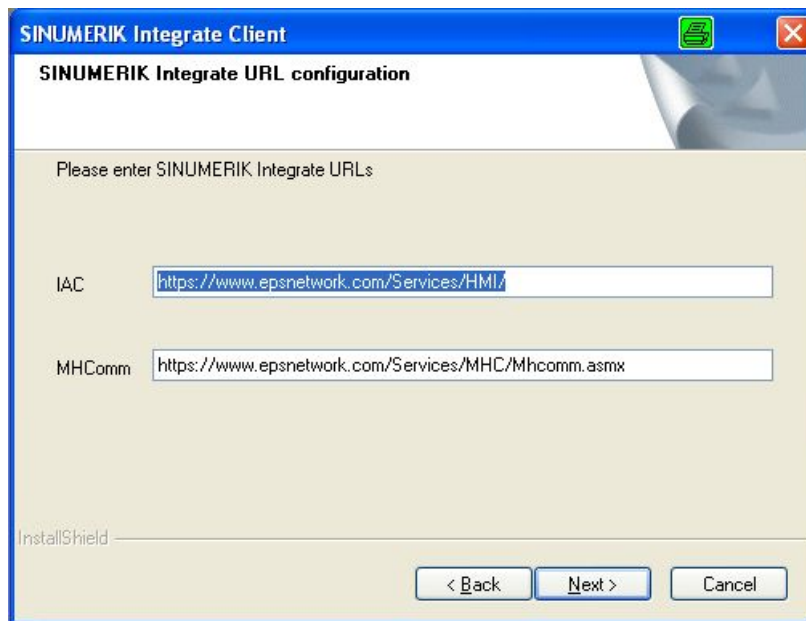 SINUMERIK Integrate Client
SINUMERIK Integrate URL configuration
Please enter SINUMERIK Integrate URLs
IAC
https://www.epsnetwork.com/Services/HMI/
MHComm
https://www.epsnetwork.com/Services/MHC/Mhcomm.asmx
InstallShield
< Back
Next >
Cancel